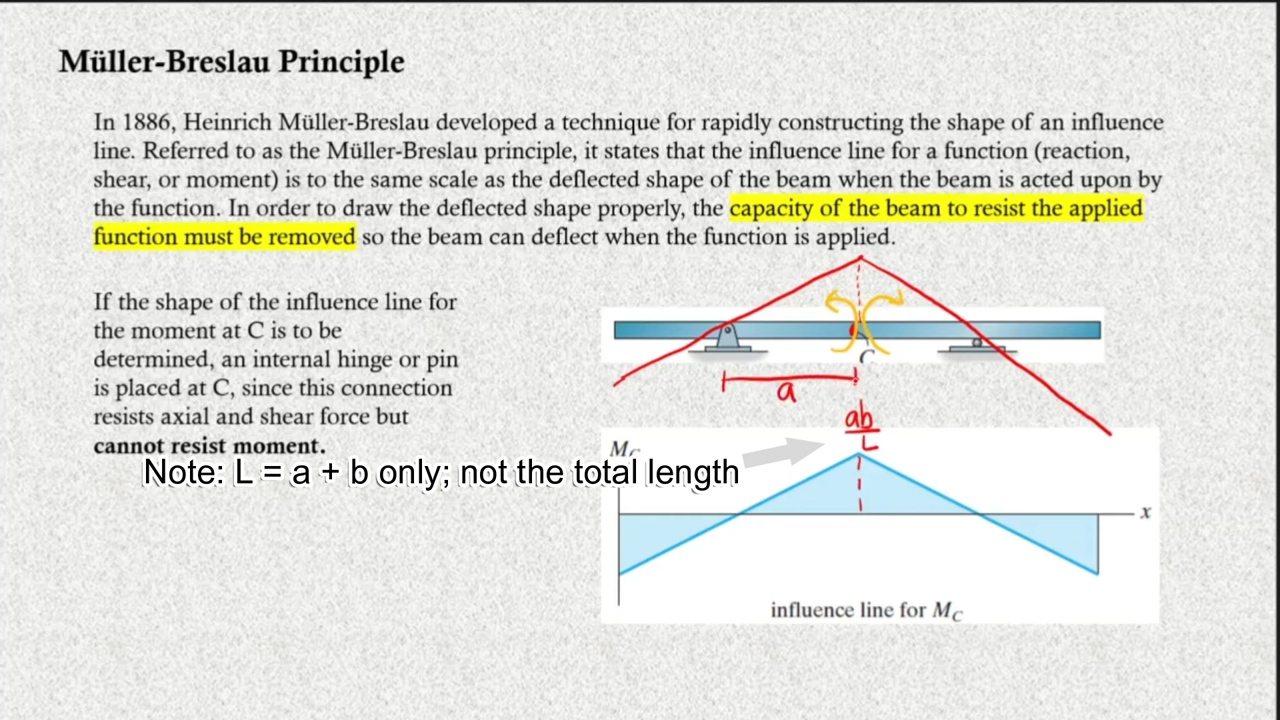 Müller-Breslau Principle
In 1886, Heinrich Müller-Breslau developed a technique for rapidly constructing the shape of an influence
line. Referred to as the Müller-Breslau principle, it states that the influence line for a function (reaction,
shear, or moment) is to the same scale as the deflected shape of the beam when the beam is acted upon by
the function. In order to draw the deflected shape properly, the capacity of the beam to resist the applied
function must be removed so the beam can deflect when the function is applied.
If the shape of the influence line for
the moment at C is to be
determined, an internal hinge or pin
is placed at C, since this connection
resists axial and shear force but
cannot resist moment.
C
a
ab
L
M_C
Note: L = a + b only; not the total length
x
influence line for M_C